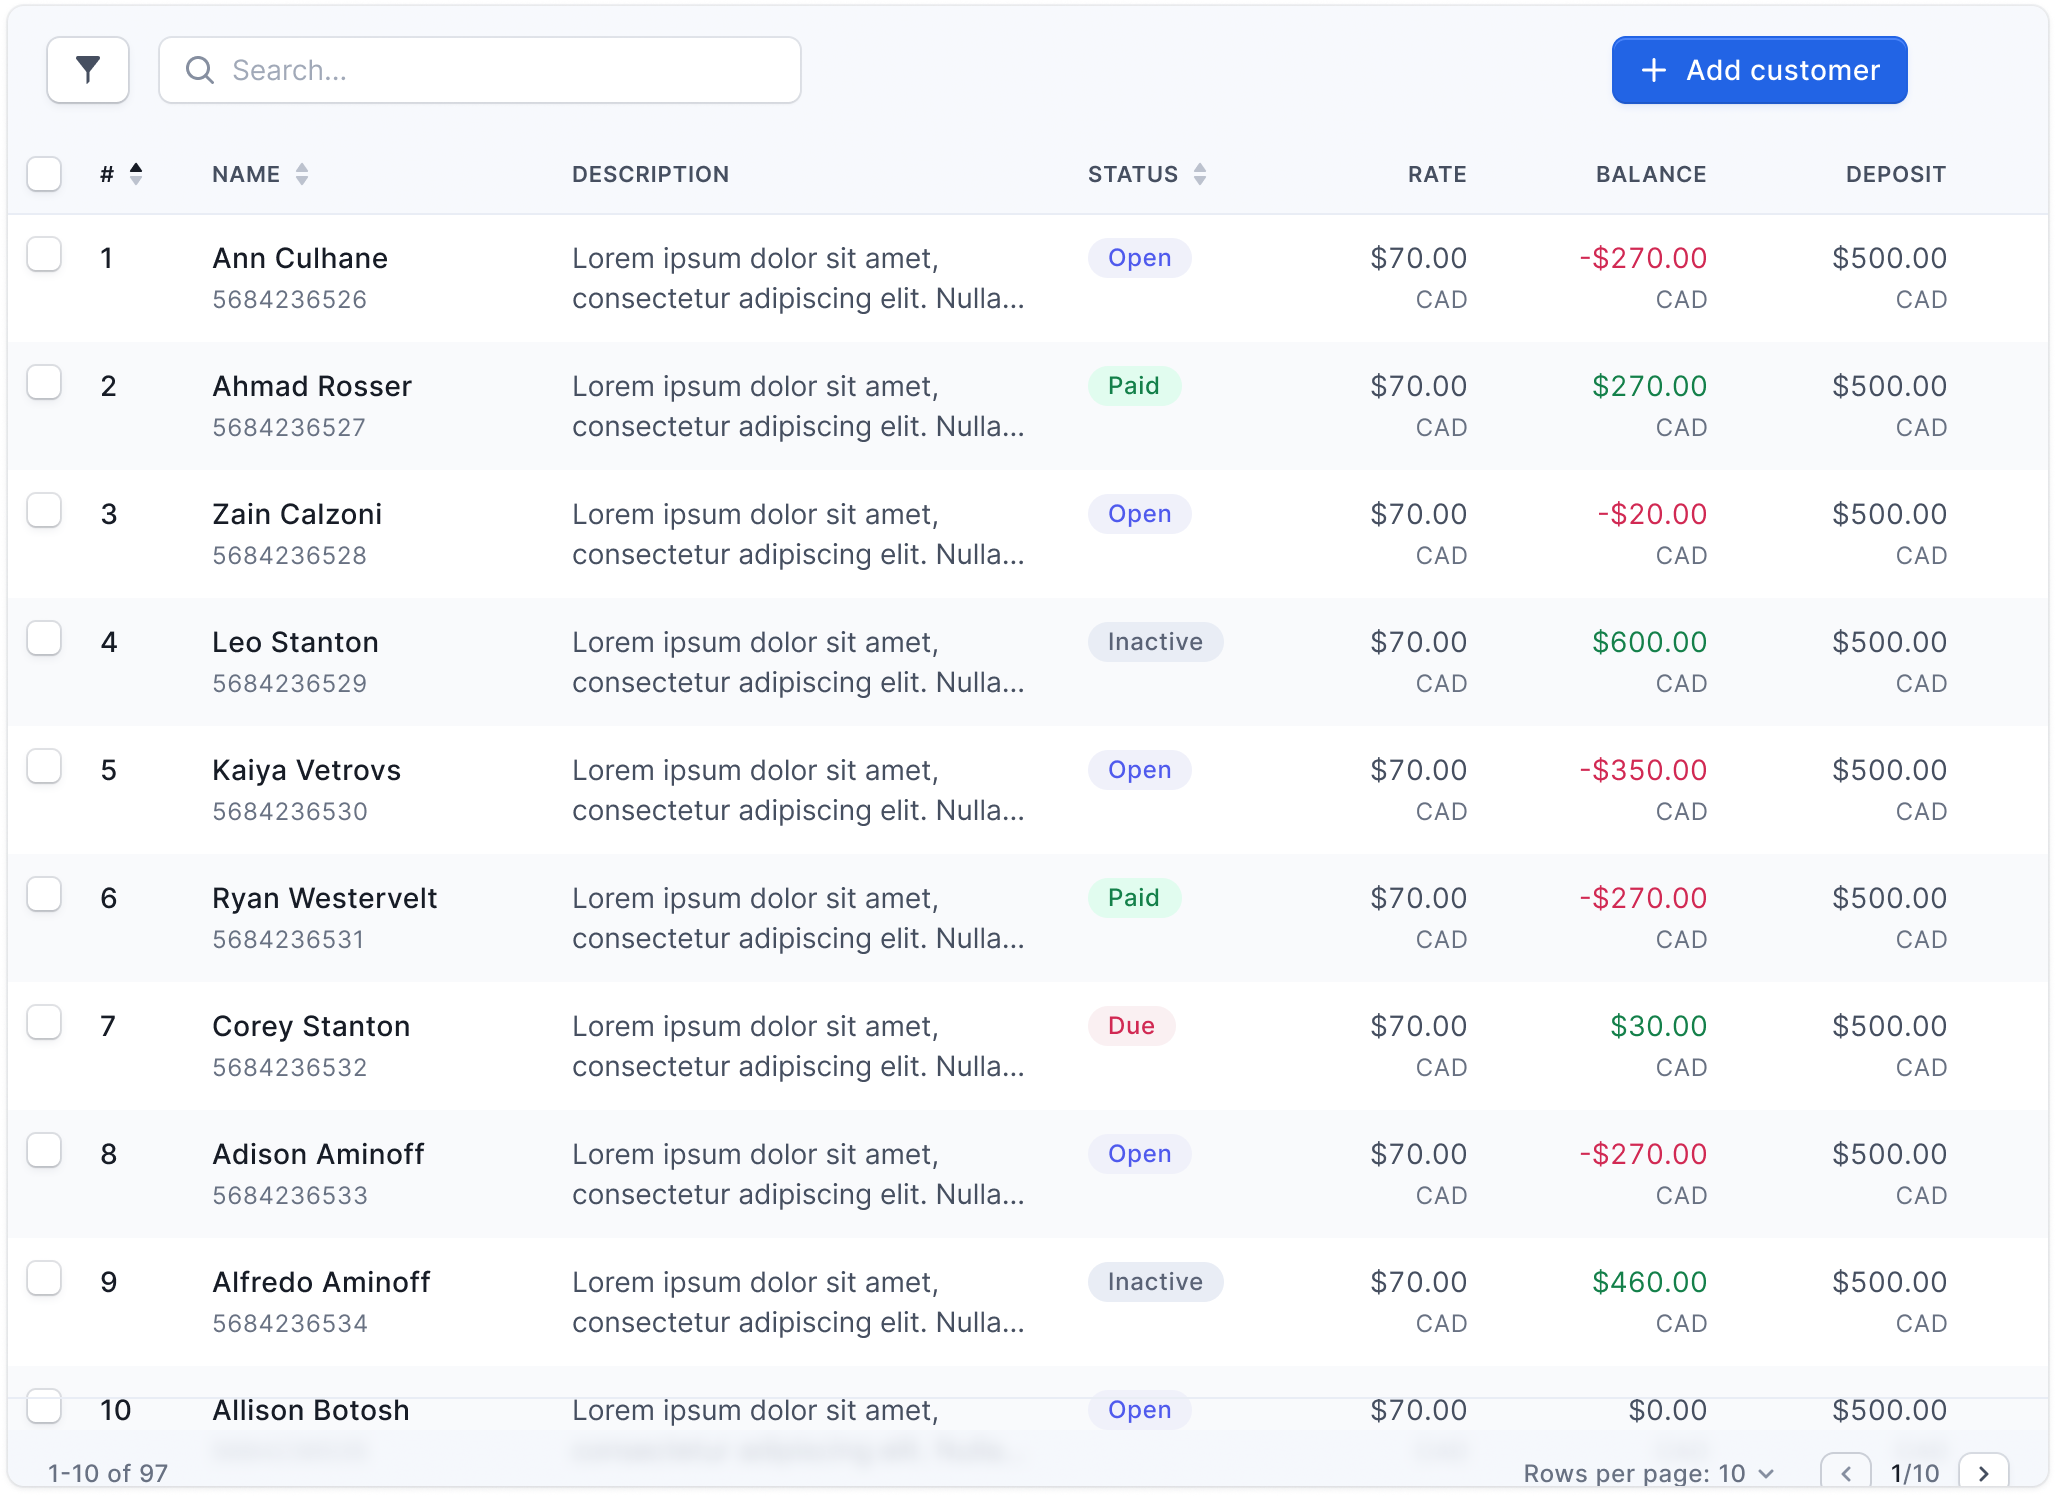 Search...
+ Add customer
# NAME DESCRIPTION STATUS RATE BALANCE DEPOSIT
1 Ann Culhane Lorem ipsum dolor sit amet, Open $70.00 -$270.00 $500.00
5684236526 consectetur adipiscing elit. Nulla... CAD CAD CAD
2 Ahmad Rosser Lorem ipsum dolor sit amet, Paid $70.00 $270.00 $500.00
5684236527 consectetur adipiscing elit. Nulla... CAD CAD CAD
3 Zain Calzoni Lorem ipsum dolor sit amet, Open $70.00 -$20.00 $500.00
5684236528 consectetur adipiscing elit. Nulla... CAD CAD CAD
4 Leo Stanton Lorem ipsum dolor sit amet, Inactive $70.00 $600.00 $500.00
5684236529 consectetur adipiscing elit. Nulla... CAD CAD CAD
5 Kaiya Vetrovs Lorem ipsum dolor sit amet, Open $70.00 -$350.00 $500.00
5684236530 consectetur adipiscing elit. Nulla... CAD CAD CAD
6 Ryan Westervelt Lorem ipsum dolor sit amet, Paid $70.00 -$270.00 $500.00
5684236531 consectetur adipiscing elit. Nulla... CAD CAD CAD
7 Corey Stanton Lorem ipsum dolor sit amet, Due $70.00 $30.00 $500.00
5684236532 consectetur adipiscing elit. Nulla... CAD CAD CAD
8 Adison Aminoff Lorem ipsum dolor sit amet, Open $70.00 -$270.00 $500.00
5684236533 consectetur adipiscing elit. Nulla... CAD CAD CAD
9 Alfredo Aminoff Lorem ipsum dolor sit amet, Inactive $70.00 $460.00 $500.00
5684236534 consectetur adipiscing elit. Nulla... CAD CAD CAD
10 Allison Botosh Lorem ipsum dolor sit amet, Open $70.00 $0.00 $500.00
1-10 of 97 Rows per page: 10 1/10